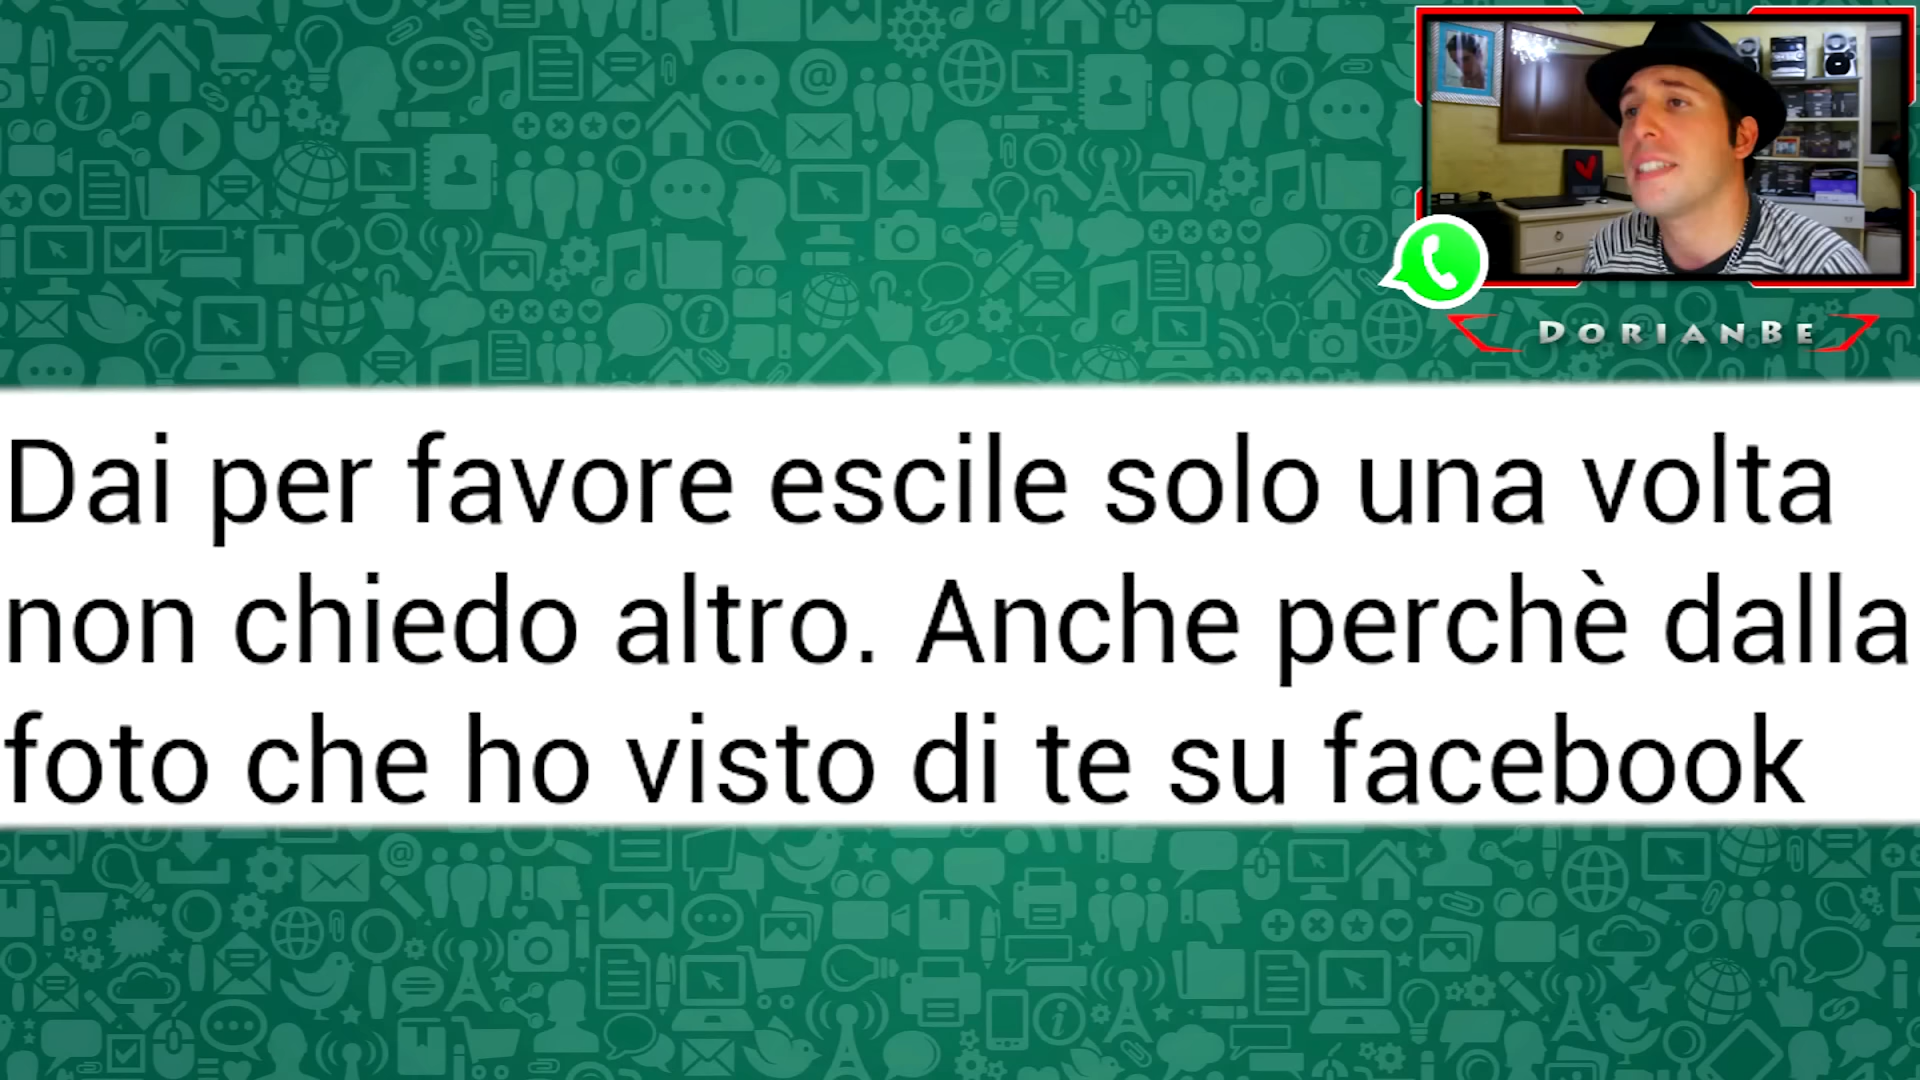 DorianBe
Dai per favore escile solo una volta
non chiedo altro. Anche perchè dalla
foto che ho visto di te su facebook